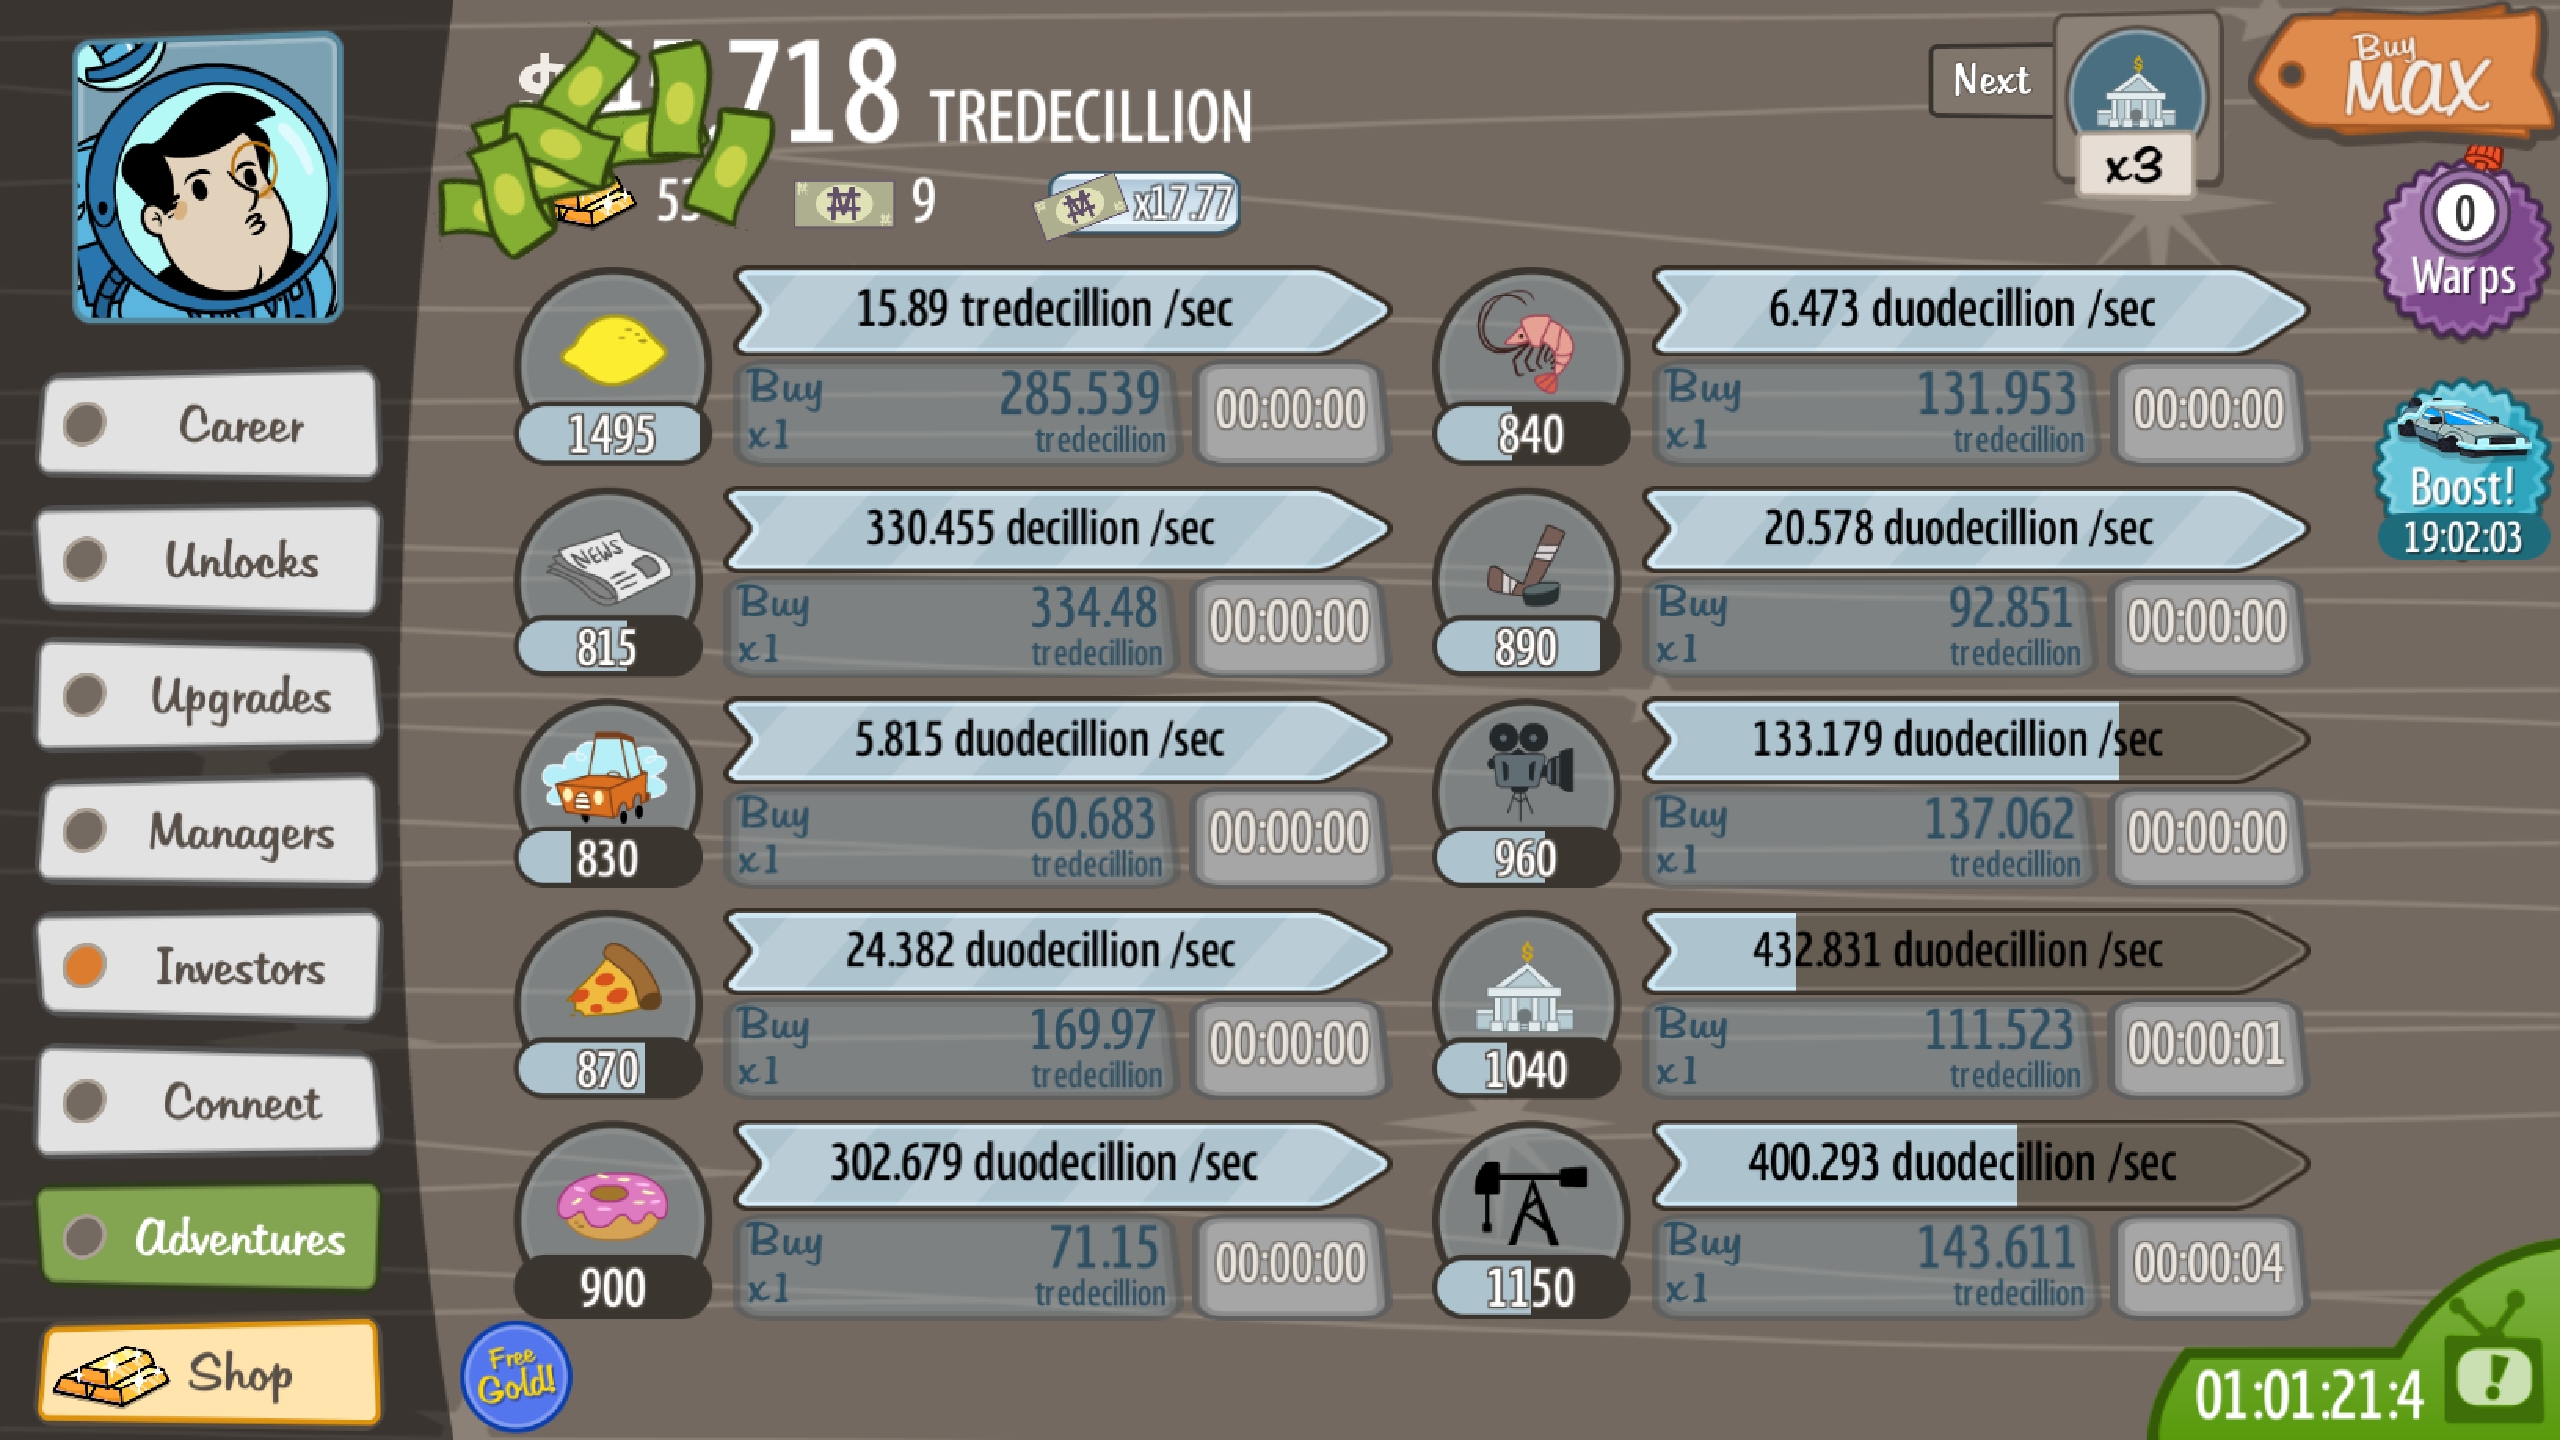 718 TREDECILLION
9
x17.77
Next
x3
Buy
MAX
0
Warps
Boost!
19:02:03
Career
Unlocks
Upgrades
Managers
Investors
Connect
Adventures
Shop
15.89 tredecillion /sec
1495
Buy x1
285.539 tredecillion
00:00:00
6.473 duodecillion /sec
840
Buy x1
131.953 tredecillion
00:00:00
NEWS
330.455 decillion /sec
815
Buy x1
334.48 tredecillion
00:00:00
20.578 duodecillion /sec
890
Buy x1
92.851 tredecillion
00:00:00
5.815 duodecillion /sec
830
Buy x1
60.683 tredecillion
00:00:00
133.179 duodecillion /sec
960
Buy x1
137.062 tredecillion
00:00:00
24.382 duodecillion /sec
870
Buy x1
169.97 tredecillion
00:00:00
432.831 duodecillion /sec
1040
Buy x1
111.523 tredecillion
00:00:01
302.679 duodecillion /sec
900
Buy x1
71.15 tredecillion
00:00:00
400.293 duodecillion /sec
1150
Buy x1
143.611 tredecillion
00:00:04
Free
Gold!
01:01:21:4